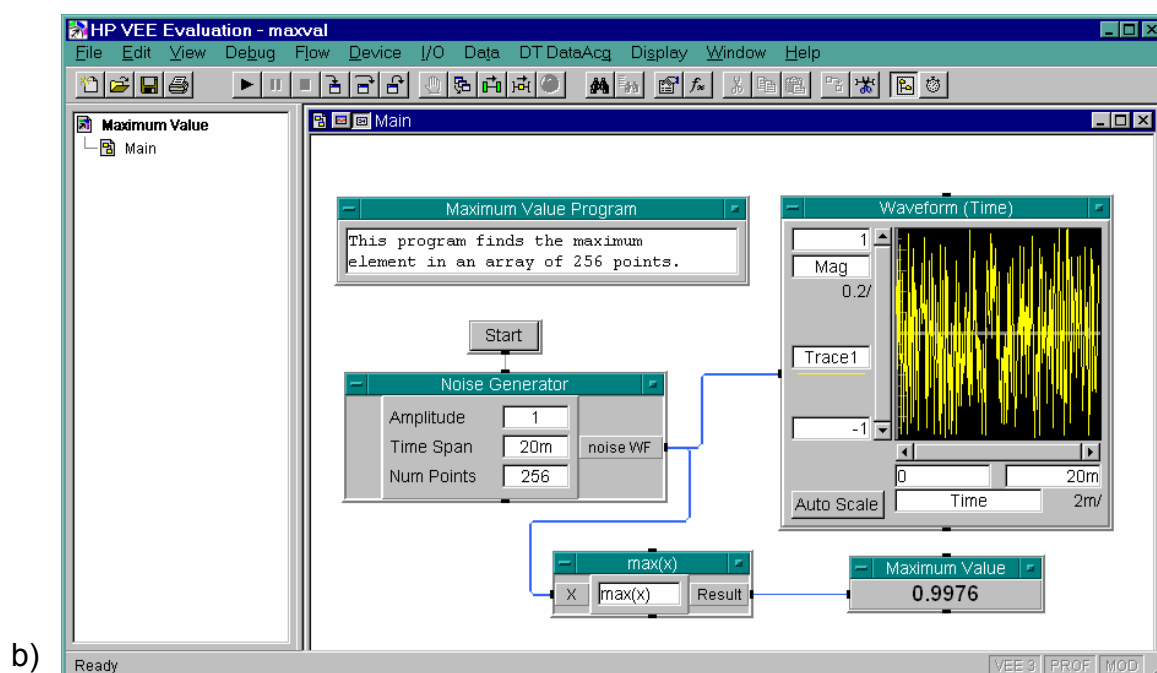 HP VEE Evaluation - maxval
File Edit View Debug Flow Device I/O Data DT DataAcq Display Window Help
Maximum Value
Main
Main
Maximum Value Program
This program finds the maximum
element in an array of 256 points.
Start
Noise Generator
Amplitude 1
Time Span 20m
Num Points 256
noise WF
Waveform (Time)
1
Mag
0.2/
Trace1
-1
0 20m
Auto Scale Time 2m/
max(x)
X max(x) Result
Maximum Value
0.9976
b)
Ready VEE 3 PROF MOD